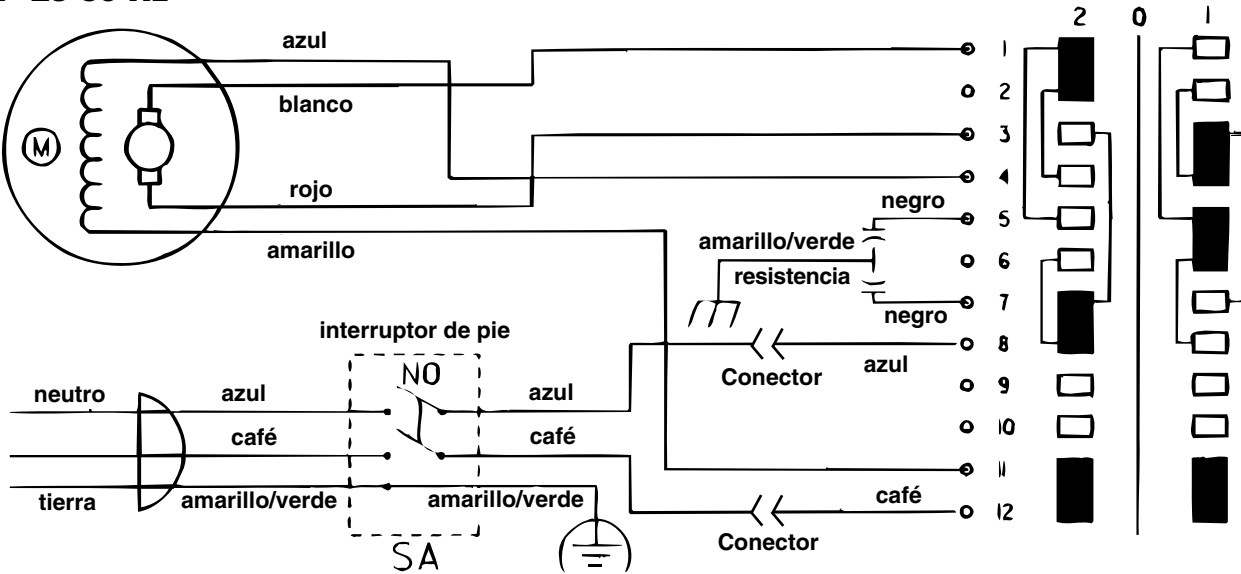 2 0 1
azul
1
blanco
2
M
3
rojo
4
negro
5
amarillo
amarillo/verde
6
resistencia
7
negro
interruptor de pie
8
NO
azul
Conector
neutro
azul
azul
9
café
café
10
11
tierra
amarillo/verde
amarillo/verde
café
12
Conector
SA